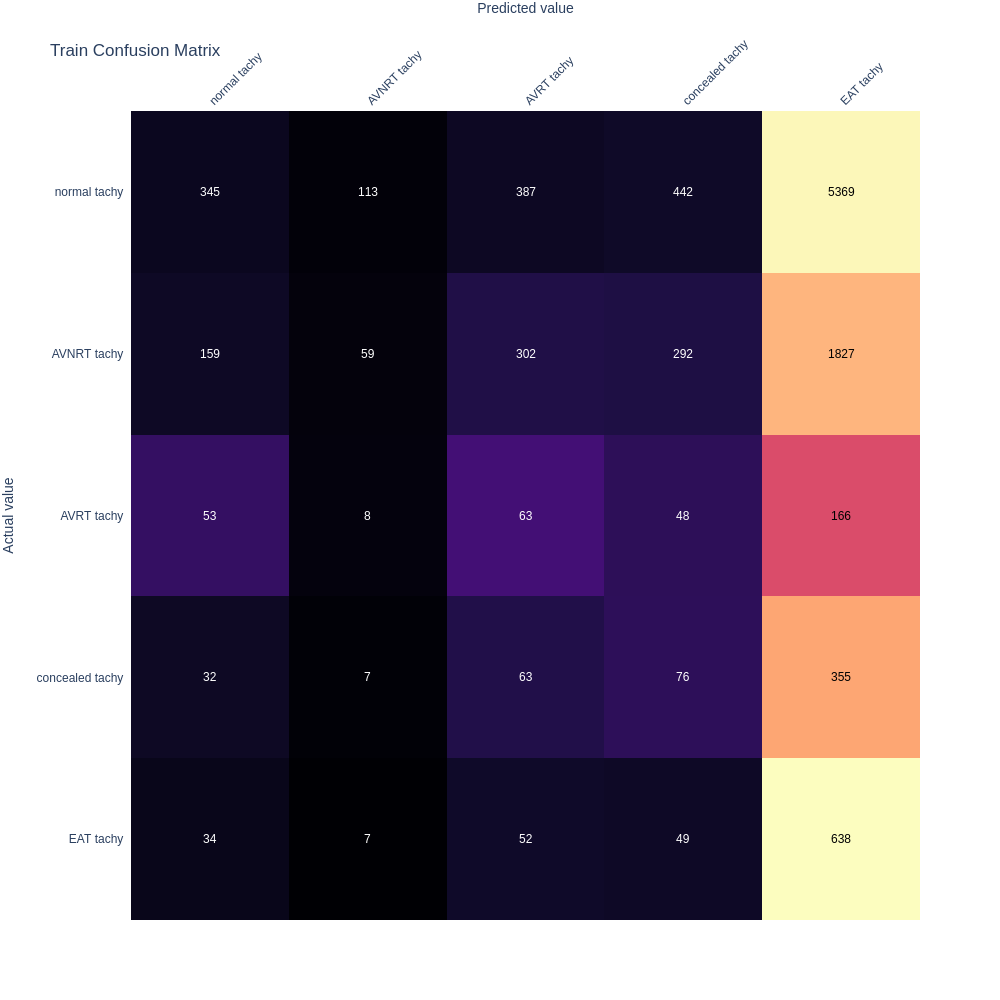 Predicted value
Train Confusion Matrix
normal tachy
AVNRT tachy
AVRT tachy
concealed tachy
EAT tachy
normal tachy 345 113 387 442 5369
AVNRT tachy 159 59 302 292 1827
AVRT tachy 53 8 63 48 166
Actual value
concealed tachy 32 7 63 76 355
EAT tachy 34 7 52 49 638